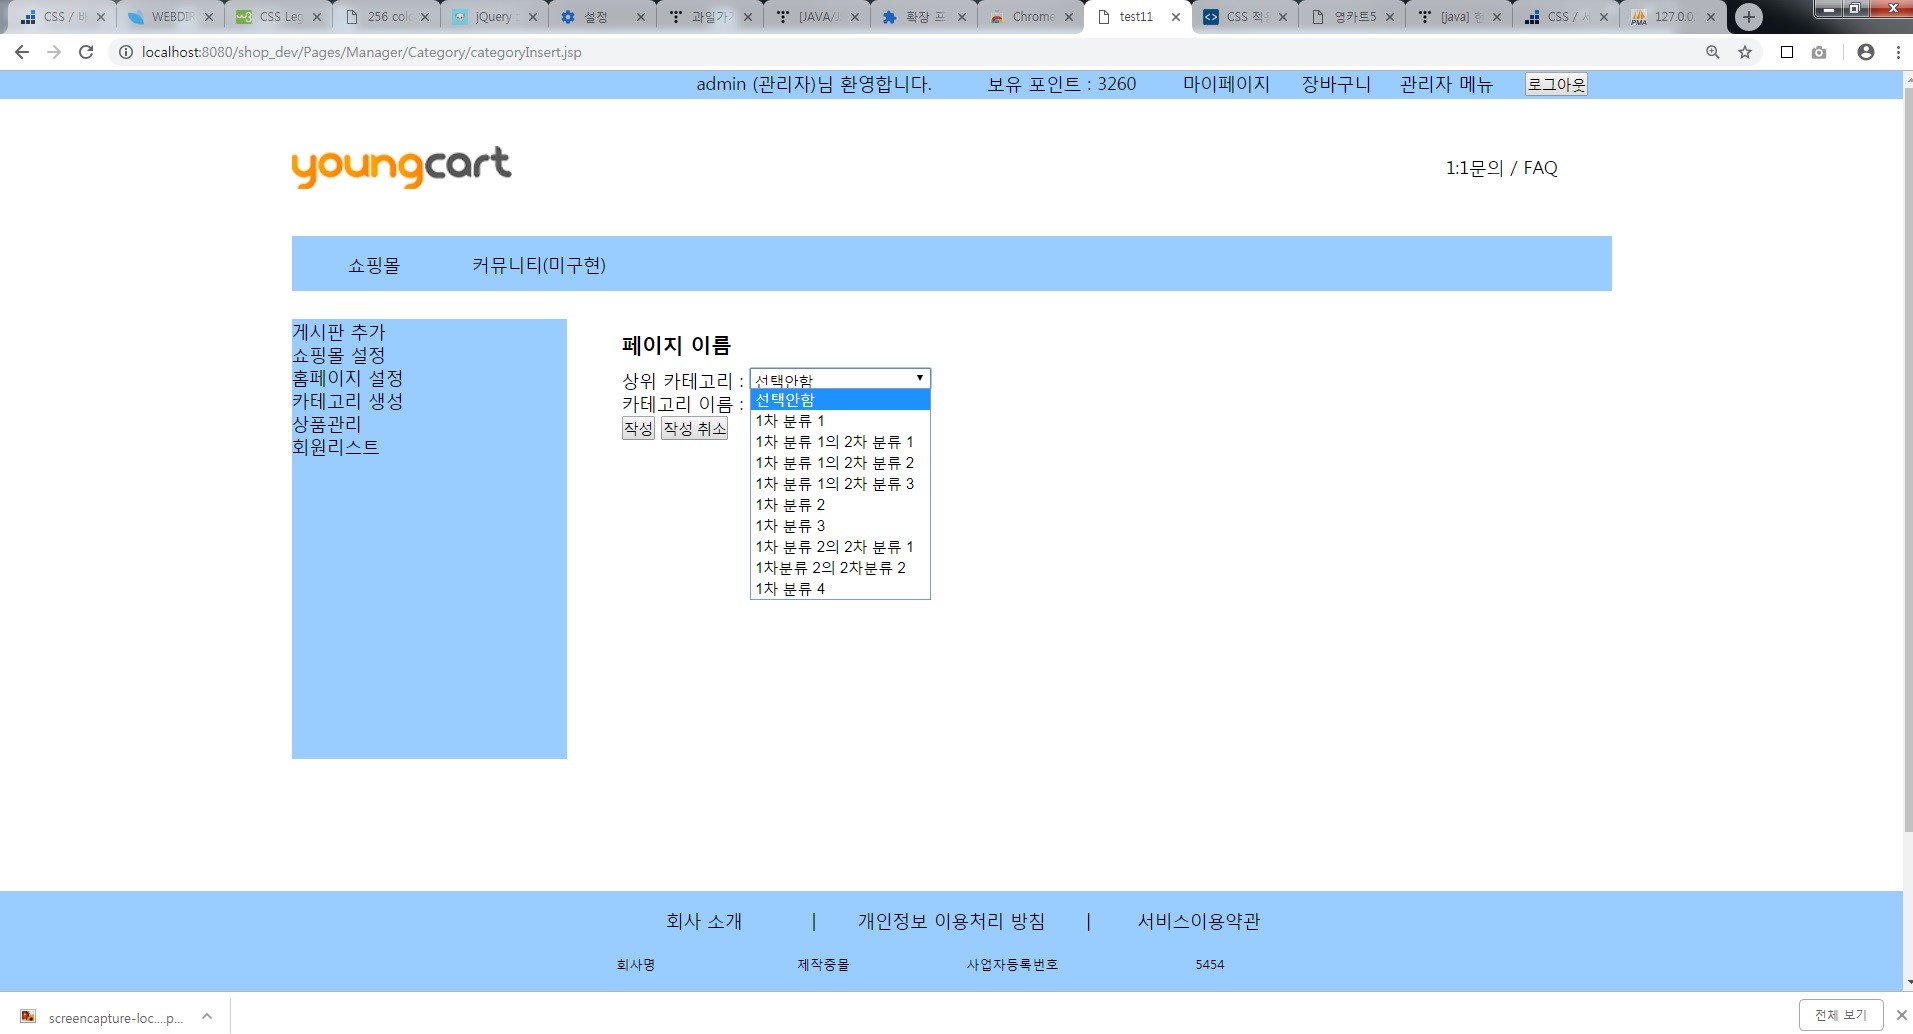 CSS / 배
WEBDIR
CSS Leg
256 colo
jQuery
설정
과일가
[JAVA/J
확장 프
Chrome
test11
CSS 적
영카트5
[java] 현
CSS /
127.0.0
localhost:8080/shop_dev/Pages/Manager/Category/categoryInsert.jsp
admin (관리자)님 환영합니다. 보유 포인트 : 3260 마이페이지 장바구니 관리자 메뉴 로그아웃
youngcart
1:1문의 / FAQ
쇼핑몰 커뮤니티(미구현)
게시판 추가
쇼핑몰 설정
홈페이지 설정
카테고리 생성
상품관리
회원리스트
페이지 이름
상위 카테고리 : 선택안함
카테고리 이름 :
작성 작성 취소
선택안함
1차 분류 1
1차 분류 1의 2차 분류 1
1차 분류 1의 2차 분류 2
1차 분류 1의 2차 분류 3
1차 분류 2
1차 분류 3
1차 분류 2의 2차 분류 1
1차분류 2의 2차분류 2
1차 분류 4
회사 소개 | 개인정보 이용처리 방침 | 서비스이용약관
회사명 제작중몰 사업자등록번호 5454
screencapture-loc....p...
전체 보기